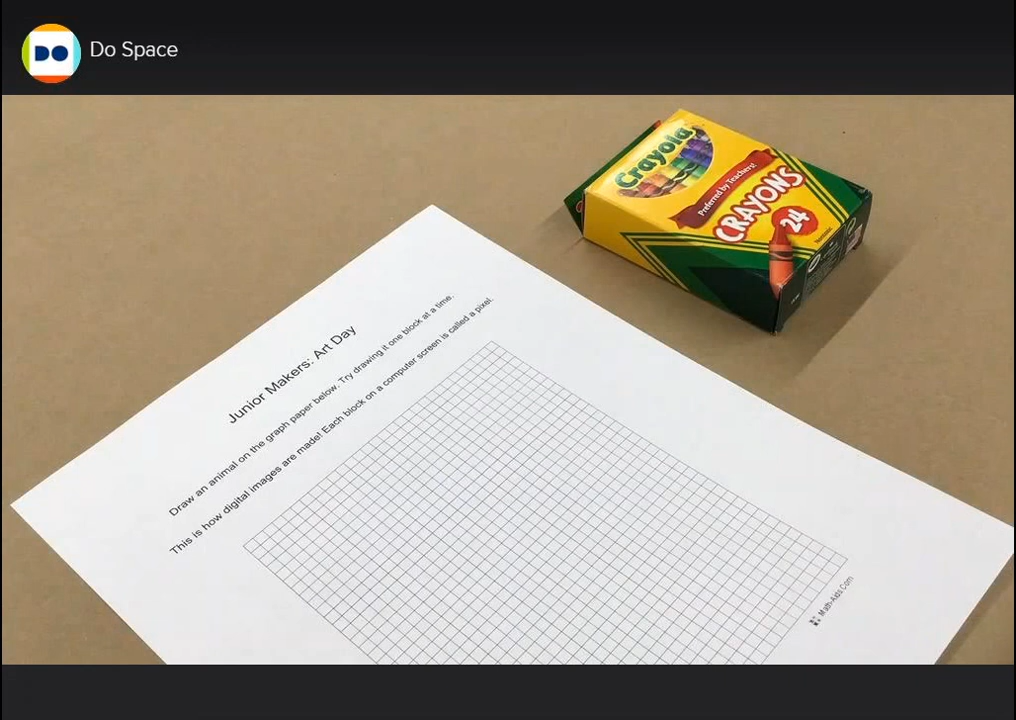 DO Do Space
Crayola
Preferred by Teachers!
CRAYONS
24
Junior Makers: Art Day
Draw an animal on the graph paper below. Try drawing it one block at a time.
This is how digital images are made! Each block on a computer screen is called a pixel.
Math-Aids.Com